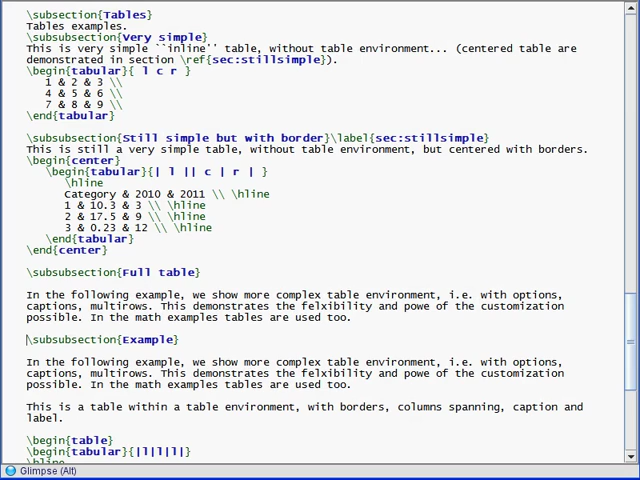 \subsection{Tables}
Tables examples.
\subsubsection{Very simple}
This is very simple ``inline'' table, without table environment... (centered table are
demonstrated in section \ref{sec:stillsimple}).
\begin{tabular}{ l c r }
1 & 2 & 3 \\
4 & 5 & 6 \\
7 & 8 & 9 \\
\end{tabular}
\subsubsection{Still simple but with border}\label{sec:stillsimple}
This is still a very simple table, without table environment, but centered with borders.
\begin{center}
\begin{tabular}{| l || c | r | }
\hline
Category & 2010 & 2011 \\ \hline
1 & 10.3 & 3 \\ \hline
2 & 17.5 & 9 \\ \hline
3 & 0.23 & 12 \\ \hline
\end{tabular}
\end{center}
\subsubsection{Full table}
In the following example, we show more complex table environment, i.e. with options,
captions, multirows. This demonstrates the felxibility and powe of the customization
possible. In the math examples tables are used too.
\subsubsection{Example}
In the following example, we show more complex table environment, i.e. with options,
captions, multirows. This demonstrates the felxibility and powe of the customization
possible. In the math examples tables are used too.
This is a table within a table environment, with borders, columns spanning, caption and
label.
\begin{table}
\begin{tabular}{|l|l|l|}
\hline
Glimpse (Alt)